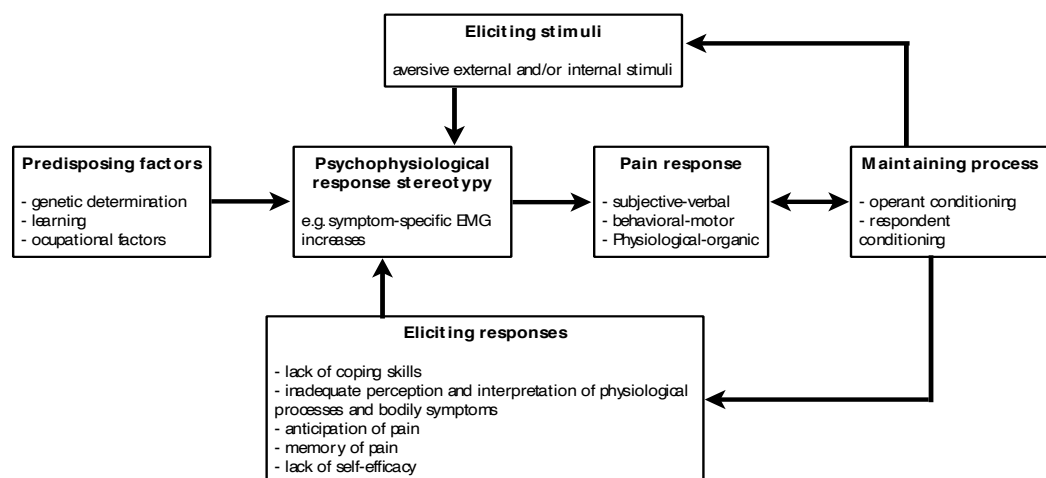 Eliciting stimuli
aversive external and/or internal stimuli
Predisposing factors
- genetic determination
- learning
- ocupational factors
Psychophysiological
response stereotypy
e.g. symptom-specific EMG
increases
Pain response
- subjective-verbal
- behavioral-motor
- Physiological-organic
Maintaining process
- operant conditioning
- respondent
conditioning
Eliciting responses
- lack of coping skills
- inadequate perception and interpretation of physiological
processes and bodily symptoms
- anticipation of pain
- memory of pain
- lack of self-efficacy